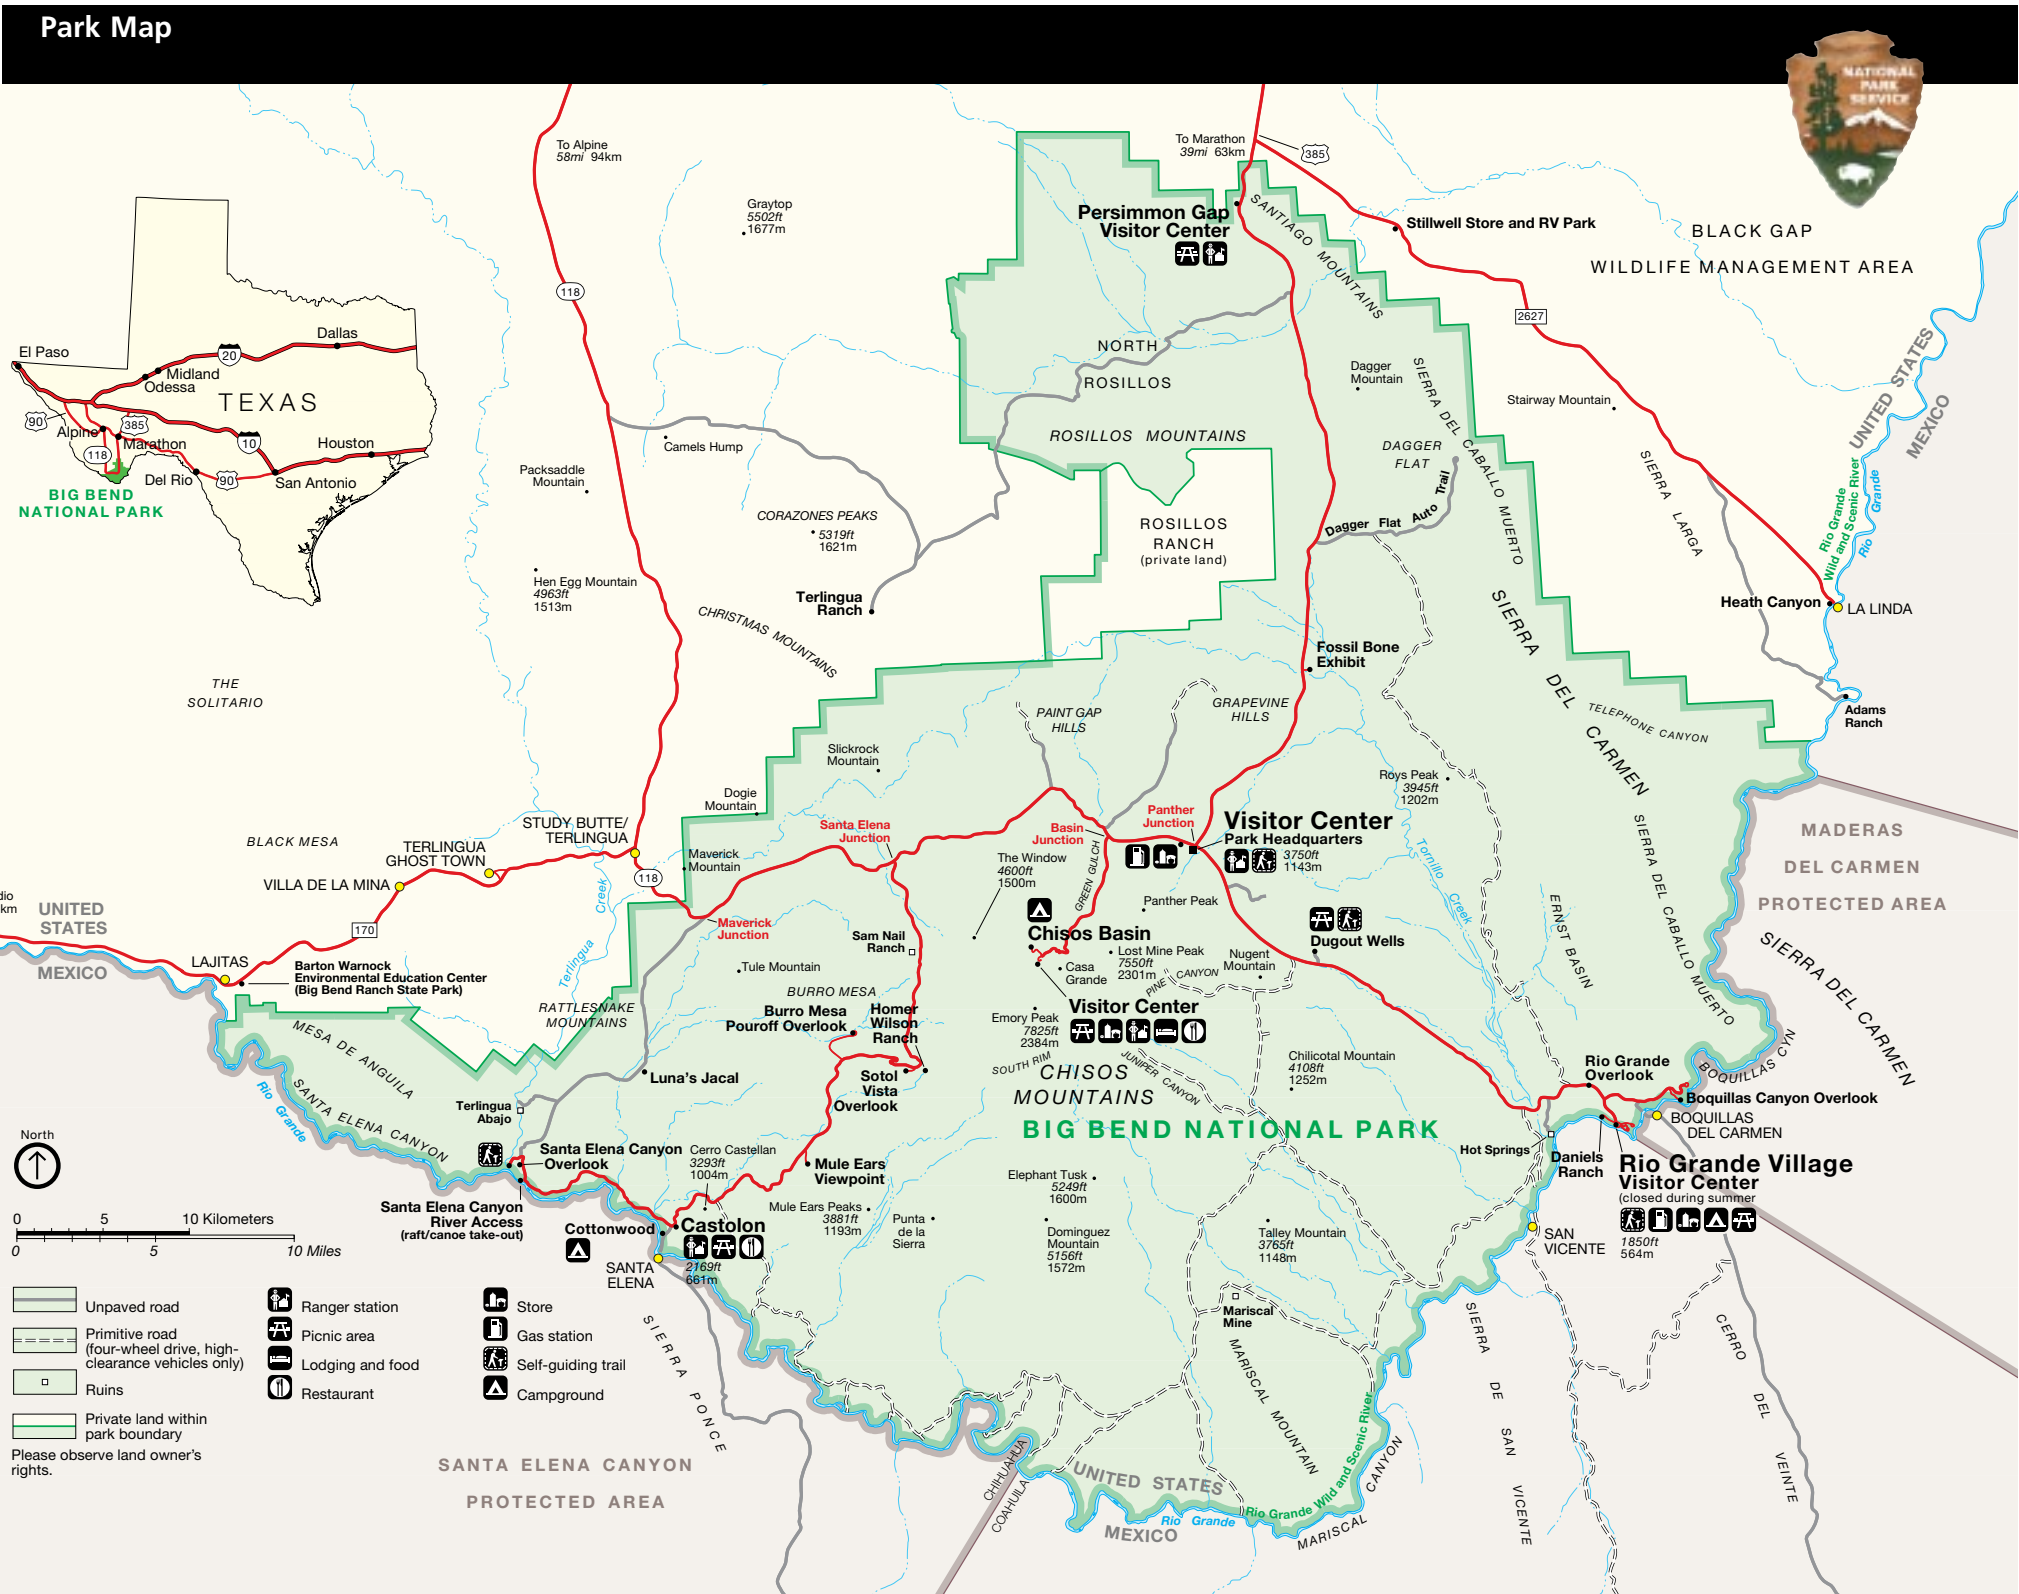 Park Map
NATIONAL
PARK
SERVICE
To Alpine
58mi 94km
To Marathon
39mi 63km
385
Graytop
5502ft
1677m
Persimmon Gap
Visitor Center
SANTIAGO MOUNTAINS
Stillwell Store and RV Park
BLACK GAP
WILDLIFE MANAGEMENT AREA
118
2627
El Paso
Dallas
20
Midland
Odessa
TEXAS
90
385
Alpine
Marathon
10
Houston
118
Del Rio
90
San Antonio
BIG BEND
NATIONAL PARK
NORTH
ROSILLOS
ROSILLOS MOUNTAINS
Dagger
Mountain
SIERRA DEL CABALLO MUERTO
Stairway Mountain
UNITED STATES
MEXICO
DAGGER
FLAT
Camels Hump
Packsaddle
Mountain
SIERRA LARGA
Rio Grande
Wild and Scenic River
Rio Grande
CORAZONES PEAKS
5319ft
1621m
ROSILLOS
RANCH
(private land)
Dagger Flat Auto Trail
Hen Egg Mountain
4963ft
1513m
Terlingua
Ranch
CHRISTMAS MOUNTAINS
Heath Canyon
LA LINDA
SIERRA DEL CARMEN
Fossil Bone
Exhibit
THE
SOLITARIO
PAINT GAP
HILLS
GRAPEVINE
HILLS
TELEPHONE CANYON
Adams
Ranch
Slickrock
Mountain
Roys Peak
3945ft
1202m
Dogie
Mountain
BLACK MESA
STUDY BUTTE/
TERLINGUA
TERLINGUA
GHOST TOWN
VILLA DE LA MINA
Santa Elena
Junction
Basin
Junction
Panther
Junction
Visitor Center
Park Headquarters
3750ft
1143m
MADERAS
DEL CARMEN
PROTECTED AREA
Maverick
Mountain
118
The Window
4600ft
1500m
GREEN GULCH
Tornillo Creek
SIERRA DEL CABALLO MUERTO
Panther Peak
ERNST BASIN
dio
km
UNITED
STATES
MEXICO
170
Terlingua Creek
Maverick
Junction
Sam Nail
Ranch
Chisos Basin
Dugout Wells
SIERRA DEL CARMEN
LAJITAS
Barton Warnock
Environmental Education Center
(Big Bend Ranch State Park)
Tule Mountain
Lost Mine Peak
7550ft
2301m
Casa
Grande
PINE CANYON
Nugent
Mountain
RATTLESNAKE
MOUNTAINS
BURRO MESA
Burro Mesa
Pouroff Overlook
Homer
Wilson
Ranch
Emory Peak
7825ft
2384m
Visitor Center
MESA DE ANGUILA
SANTA ELENA CANYON
Rio Grande
SOUTH RIM
CHISOS
MOUNTAINS
JUNIPER CANYON
Chilicotal Mountain
4108ft
1252m
Rio Grande
Overlook
BOQUILLAS CYN
Boquillas Canyon Overlook
BOQUILLAS
DEL CARMEN
Luna's Jacal
Sotol
Vista
Overlook
Terlingua
Abajo
BIG BEND NATIONAL PARK
North
Santa Elena Canyon
Overlook
Cerro Castellan
3293ft
1004m
Mule Ears
Viewpoint
Hot Springs
Daniels
Ranch
Rio Grande Village
Visitor Center
(closed during summer
1850ft
564m
Elephant Tusk
5249ft
1600m
Santa Elena Canyon
River Access
(raft/canoe take-out)
Mule Ears Peaks
3881ft
1193m
Punta
de la
Sierra
Dominguez
Mountain
5156ft
1572m
Talley Mountain
3765ft
1148m
SAN
VICENTE
0 5 10 Kilometers
0 5 10 Miles
Cottonwood
Castolon
2169ft
661m
SANTA
ELENA
Mariscal
Mine
Unpaved road
Primitive road
(four-wheel drive, high-
clearance vehicles only)
Ruins
Private land within
park boundary
Please observe land owner's
rights.
Ranger station
Picnic area
Lodging and food
Restaurant
Store
Gas station
Self-guiding trail
Campground
SIERRA PONCE
MARISCAL MOUNTAIN
SIERRA DE SAN VICENTE
CERRO DEL VEINTE
SANTA ELENA CANYON
PROTECTED AREA
CHIHUAHUA
COAHUILA
UNITED STATES
MEXICO
Rio Grande
Rio Grande Wild and Scenic River
MARISCAL CANYON